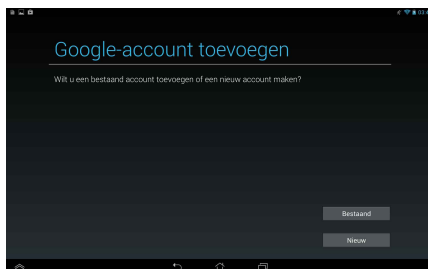 Google-account toevoegen
Wilt u een bestaand account toevoegen of een nieuw account maken?
Bestaand
Nieuw